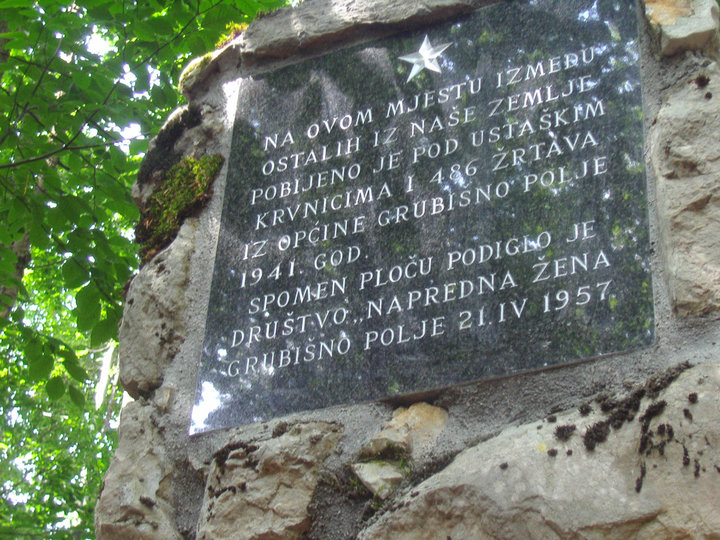 NA OVOM MJESTU IZMEĐU
OSTALIH IZ NAŠE ZEMLJE
POBIJENO JE POD USTAŠKIM
KRVNICIMA I 486 ŽRTAVA
IZ OPČINE GRUBIŠNO POLJE
1941. GOD.
SPOMEN PLOČU PODIGLO JE
DRUŠTVO „NAPREDNA ŽENA
GRUBIŠNO POLJE 21.IV 1957